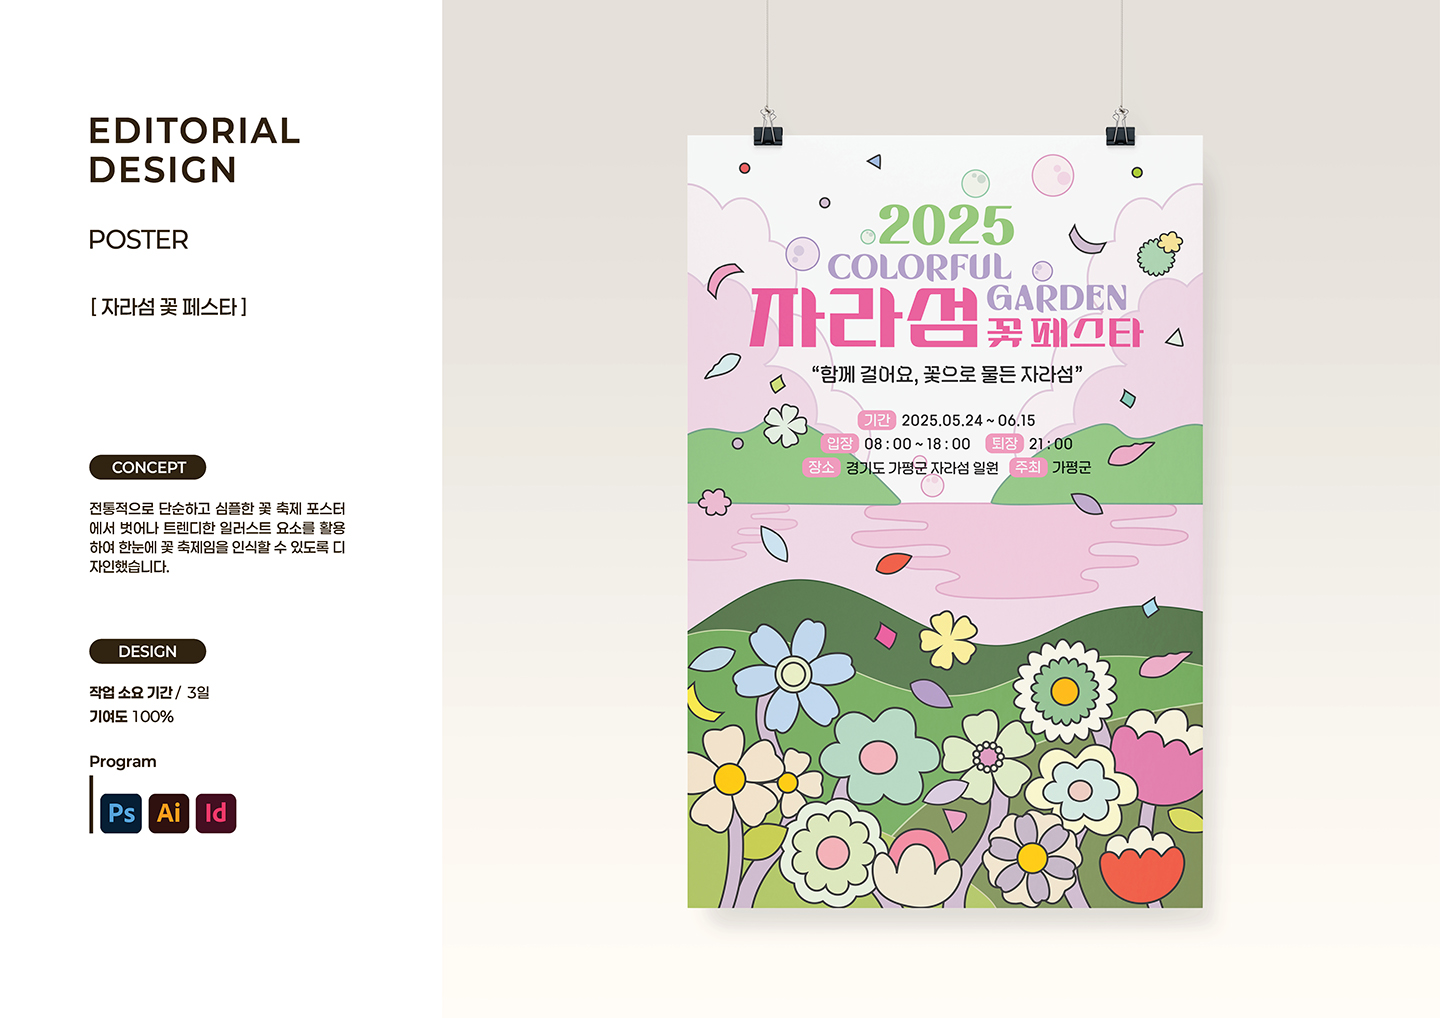 EDITORIAL
DESIGN
POSTER
[ 자라섬 꽃 페스타 ]
CONCEPT
전통적으로 단순하고 심플한 꽃 축제 포스터
에서 벗어나 트렌디한 일러스트 요소를 활용
하여 한눈에 꽃 축제임을 인식할 수 있도록 디
자인했습니다.
DESIGN
작업 소요 기간 / 3일
기여도 100%
Program
Ps Ai Id
2025
COLORFUL
GARDEN
자라섬 꽃 페스타
“함께 걸어요, 꽃으로 물든 자라섬”
기간 2025.05.24 ~ 06.15
입장 08 : 00 ~ 18 : 00 퇴장 21 : 00
장소 경기도 가평군 자라섬 일원 주최 가평군